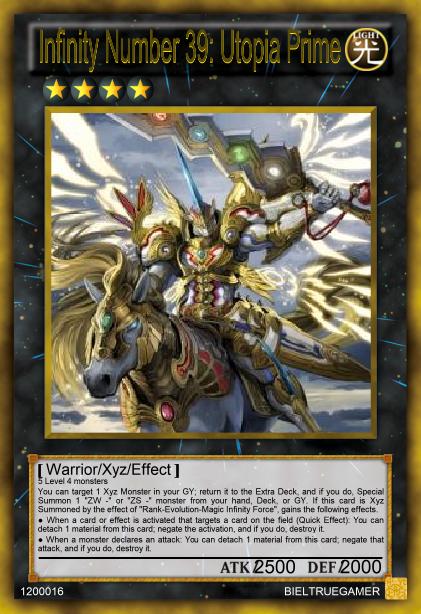 Infinity Number 39: Utopia Prime
LIGHT
光
[ Warrior/Xyz/Effect ]
5 Level 4 monsters
You can target 1 Xyz Monster in your GY; return it to the Extra Deck, and if you do, Special
Summon 1 "ZW -" or "ZS -" monster from your hand, Deck, or GY. If this card is Xyz
Summoned by the effect of "Rank-Evolution-Magic Infinity Force", gains the following effects.
● When a card or effect is activated that targets a card on the field (Quick Effect): You can
detach 1 material from this card; negate the activation, and if you do, destroy it.
● When a monster declares an attack: You can detach 1 material from this card; negate that
attack, and if you do, destroy it.
ATK/2500 DEF/2000
1200016 BIELTRUEGAMER